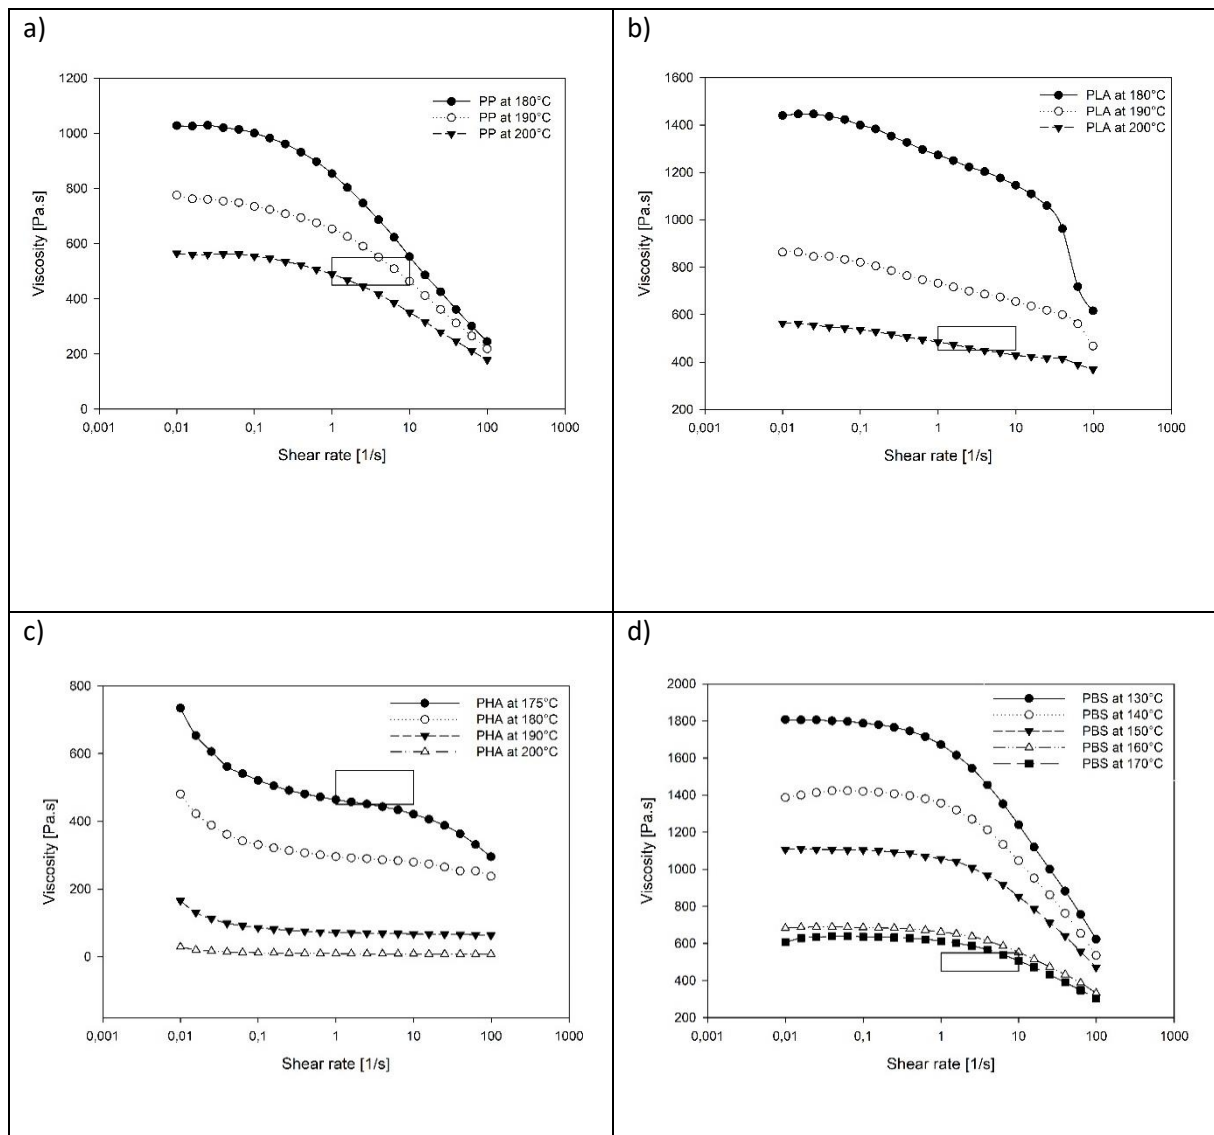 a)
1200
1000
800
600
400
200
0
Viscosity [Pa.s]
PP at 180°C
PP at 190°C
PP at 200°C
0,001
0,01
0,1
1
10
100
1000
Shear rate [1/s]
b)
1600
1400
1200
1000
800
600
400
200
Viscosity [Pa.s]
PLA at 180°C
PLA at 190°C
PLA at 200°C
0,001
0,01
0,1
1
10
100
1000
Shear rate [1/s]
c)
800
600
400
200
0
Viscosity [Pa.s]
PHA at 175°C
PHA at 180°C
PHA at 190°C
PHA at 200°C
0,001
0,01
0,1
1
10
100
1000
Shear rate [1/s]
d)
2000
1800
1600
1400
1200
1000
800
600
400
200
Viscosity [Pa.s]
PBS at 130°C
PBS at 140°C
PBS at 150°C
PBS at 160°C
PBS at 170°C
0,001
0,01
0,1
1
10
100
1000
Shear rate [1/s]